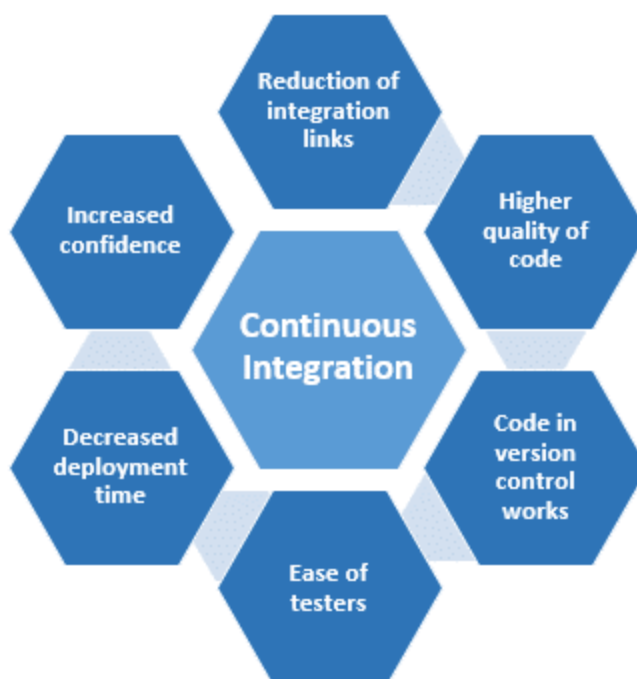 Reduction of
integration
links
Higher
quality of
code
Code in
version
control
works
Ease of
testers
Decreased
deployment
time
Increased
confidence
Continuous
Integration